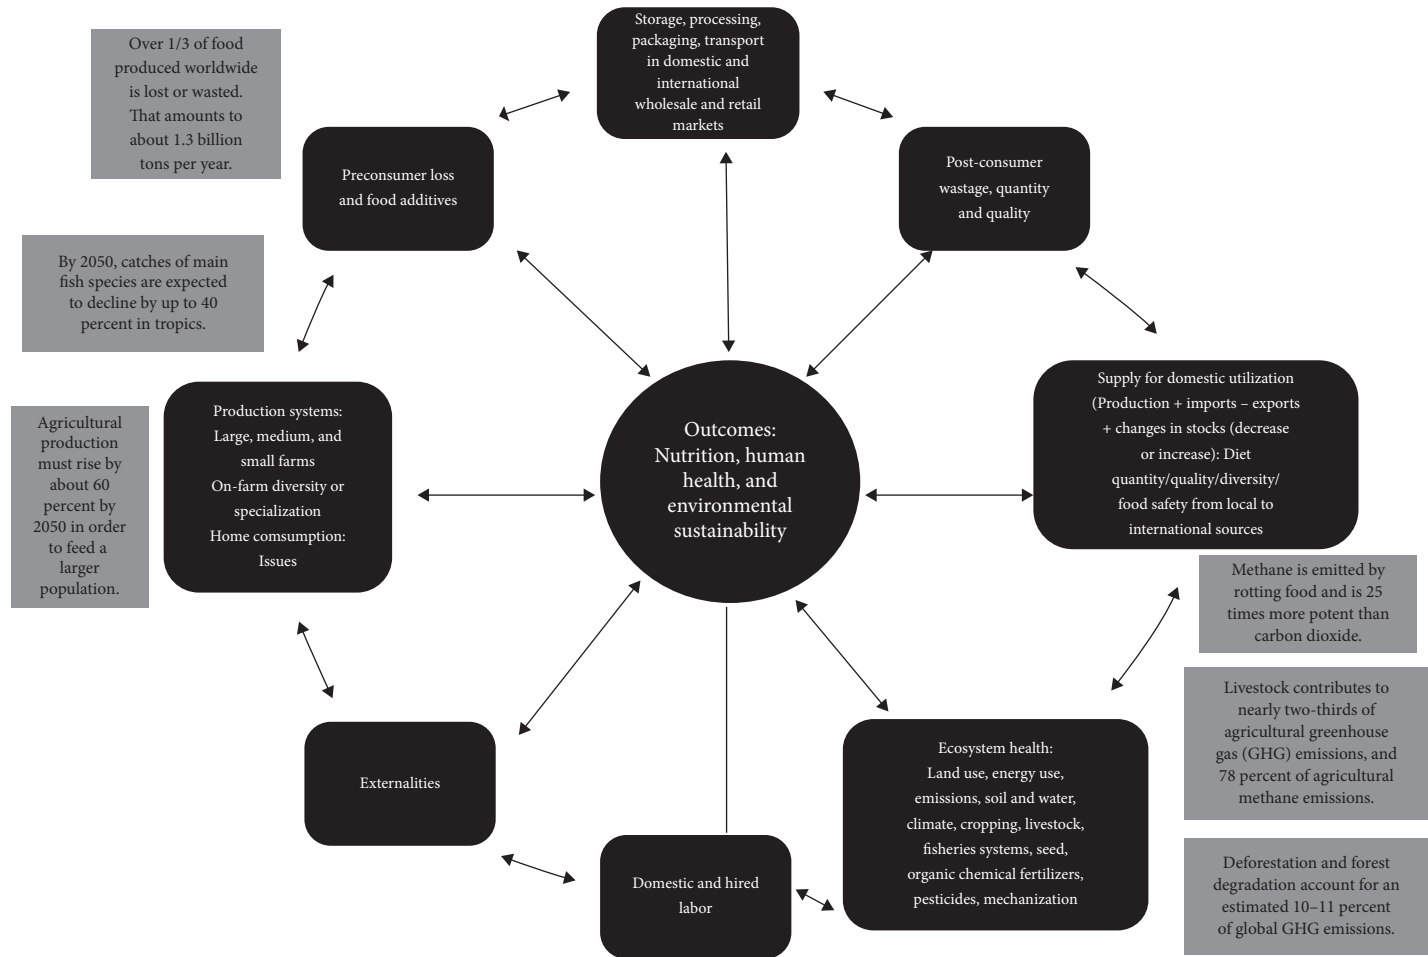 Storage, processing,
packaging, transport
in domestic and
international
wholesale and retail
markets
Over 1/3 of food
produced worldwide
is lost or wasted.
That amounts to
about 1.3 billion
tons per year.
Preconsumer loss
and food additives
Post-consumer
wastage, quantity
and quality
By 2050, catches of main
fish species are expected
to decline by up to 40
percent in tropics.
Production systems:
Large, medium, and
small farms
On-farm diversity or
specialization
Home comsumption:
Issues
Agricultural
production
must rise by
about 60
percent by
2050 in order
to feed a
larger
population.
Outcomes:
Nutrition, human
health, and
environmental
sustainability
Supply for domestic utilization
(Production + imports – exports
+ changes in stocks (decrease
or increase): Diet
quantity/quality/diversity/
food safety from local to
international sources
Methane is emitted by
rotting food and is 25
times more potent than
carbon dioxide.
Livestock contributes to
nearly two-thirds of
agricultural greenhouse
gas (GHG) emissions, and
78 percent of agricultural
methane emissions.
Deforestation and forest
degradation account for an
estimated 10–11 percent
of global GHG emissions.
Externalities
Domestic and hired
labor
Ecosystem health:
Land use, energy use,
emissions, soil and water,
climate, cropping, livestock,
fisheries systems, seed,
organic chemical fertilizers,
pesticides, mechanization